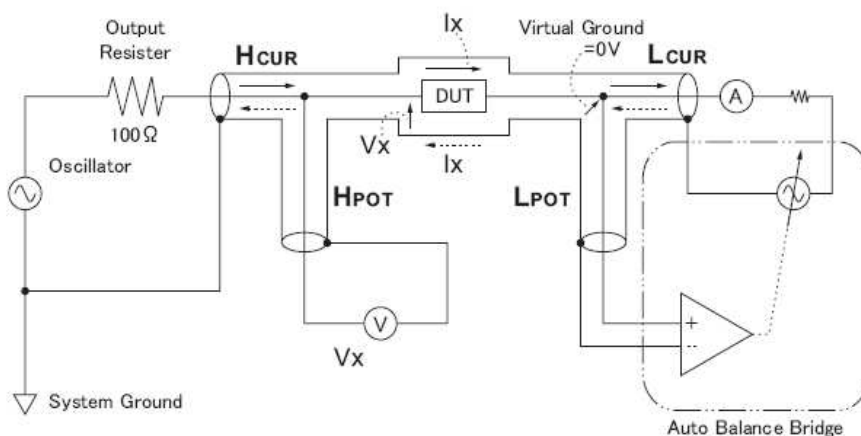 Output
Resister
100Ω
Oscillator
System Ground
HCUR
Ix
DUT
Vx
Ix
HPOT
V
Vx
Virtual Ground
=0V
LCUR
A
LPOT
+
--
Auto Balance Bridge